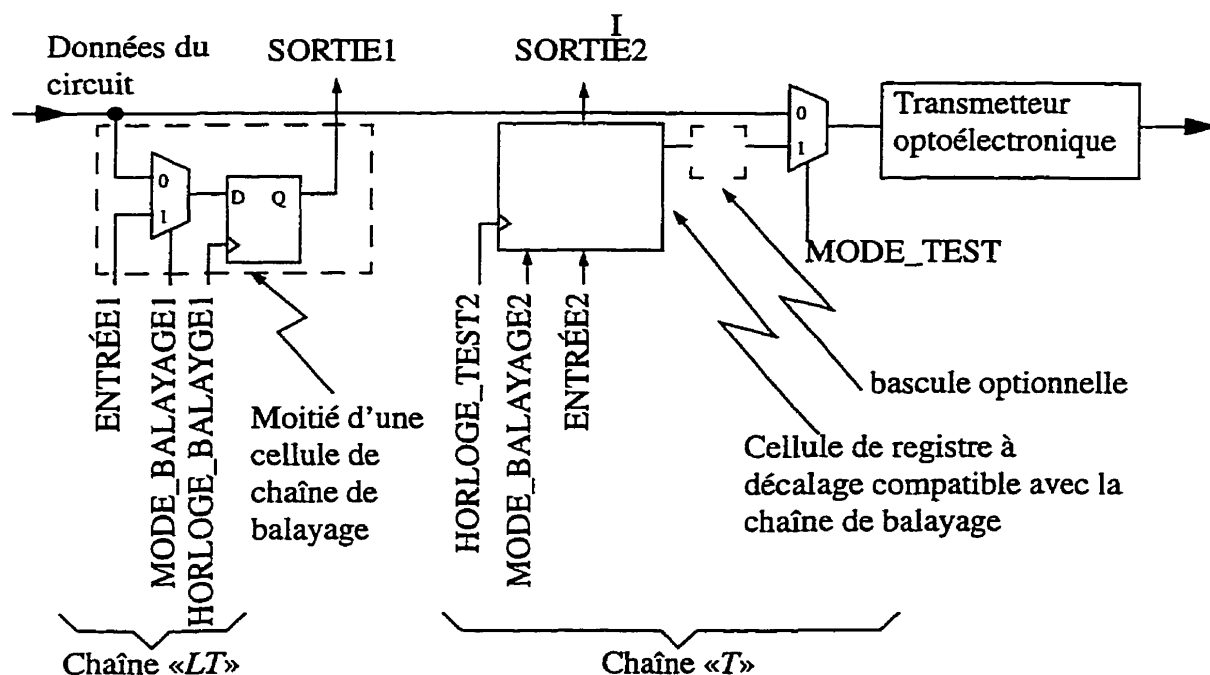 I
Données du
circuit
SORTIE1
SORTIE2
0
1
Transmetteur
optoélectronique
0
1
D Q
MODE_TEST
ENTRÉE1
MODE_BALAYAGE1
HORLOGE_BALAYGE1
HORLOGE_TEST2
MODE_BALAYAGE2
ENTRÉE2
Moitié d'une
cellule de
chaîne de
balayage
bascule optionnelle
Cellule de registre à
décalage compatible avec la
chaîne de balayage
Chaîne «LT»
Chaîne «T»